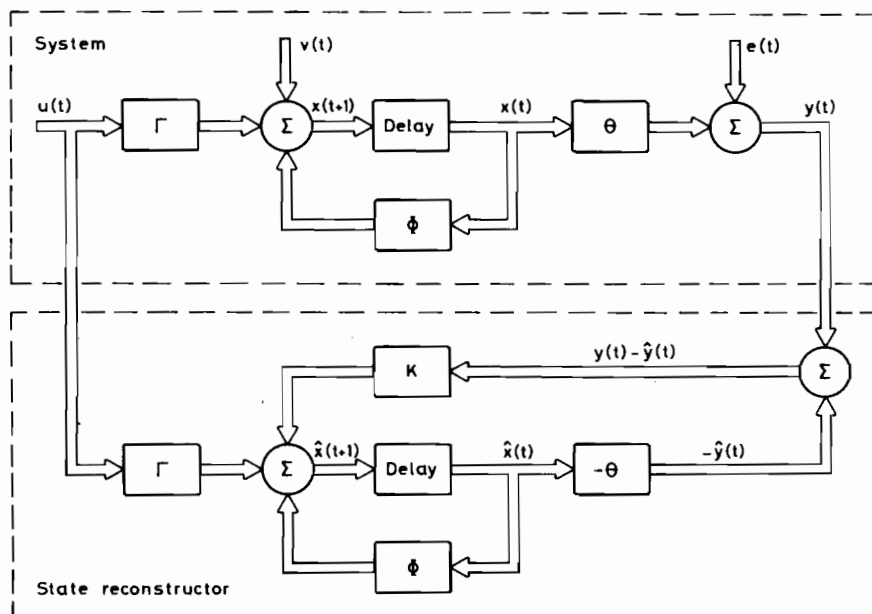 System
v(t)
e(t)
u(t)
Γ
Σ
x(t+1)
Delay
x(t)
θ
Σ
y(t)
Φ
K
y(t) - ŷ(t)
Σ
Γ
Σ
x̂(t+1)
Delay
x̂(t)
-θ
-ŷ(t)
Φ
State reconstructor